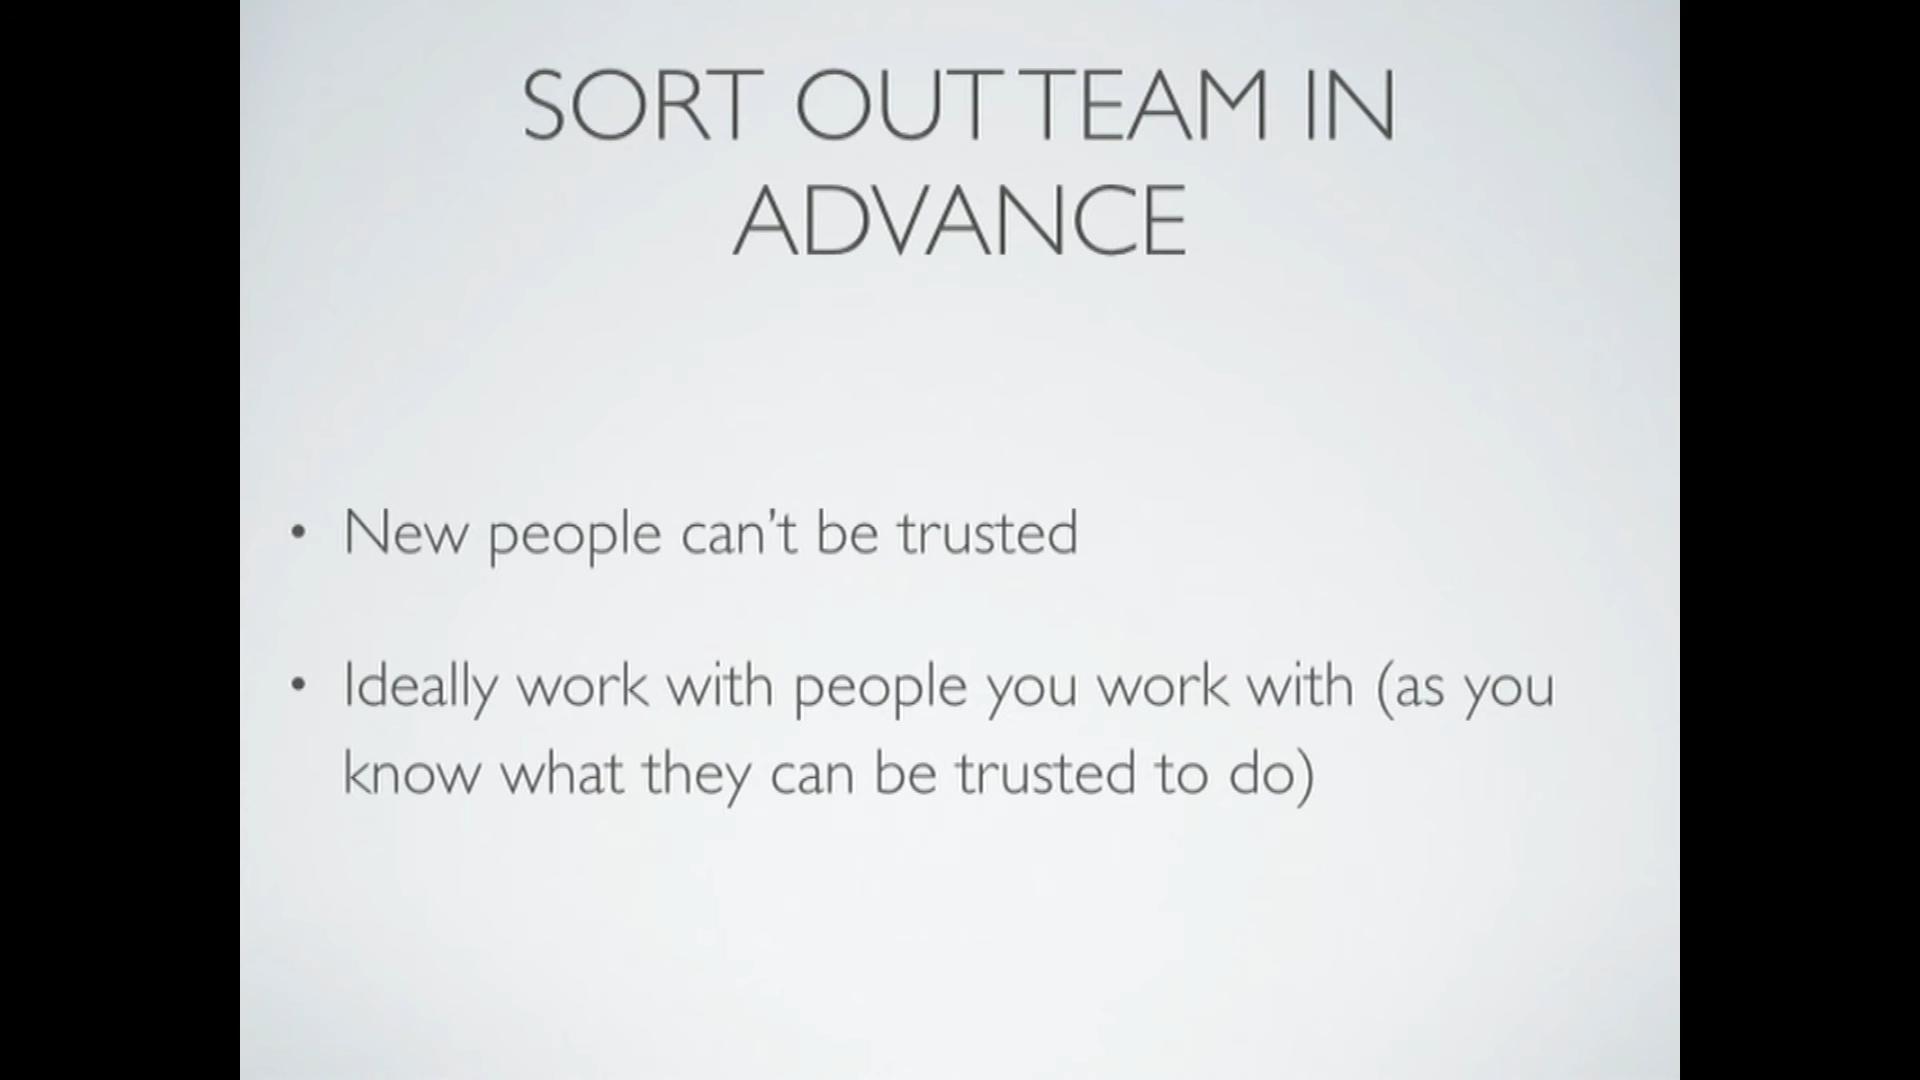 SORT OUT TEAM IN
ADVANCE
• New people can't be trusted
• Ideally work with people you work with (as you
know what they can be trusted to do)